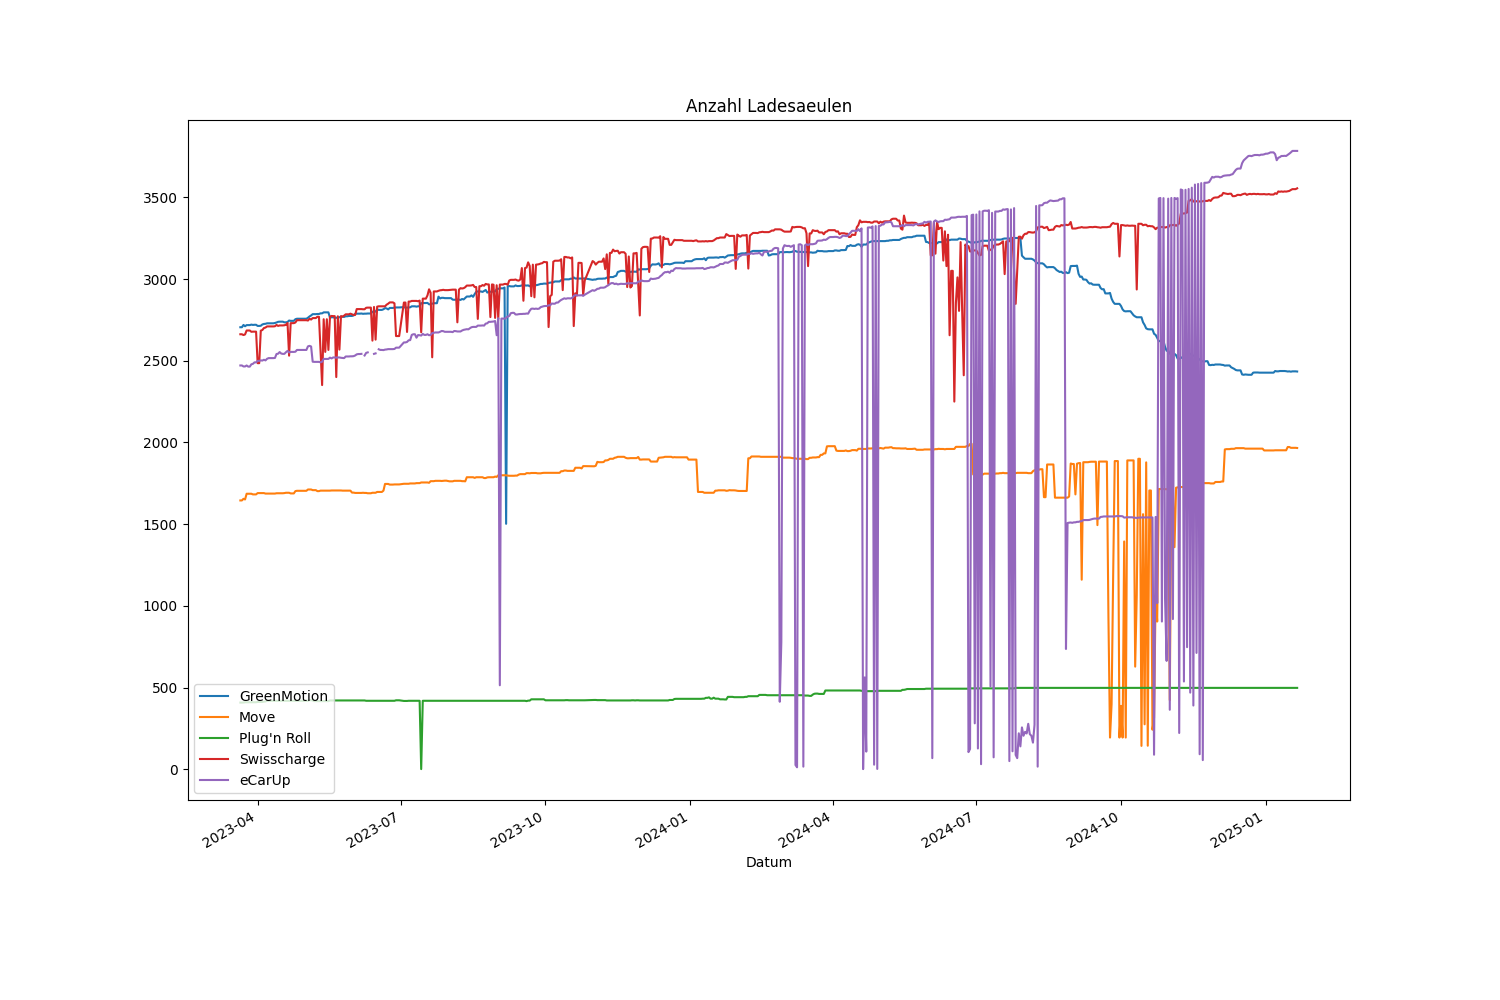 Anzahl Ladesaeulen
3500
3000
2500
2000
1500
1000
500
0
GreenMotion
Move
Plug'n Roll
Swisscharge
eCarUp
2023-04
2023-07
2023-10
2024-01
2024-04
2024-07
2024-10
2025-01
Datum